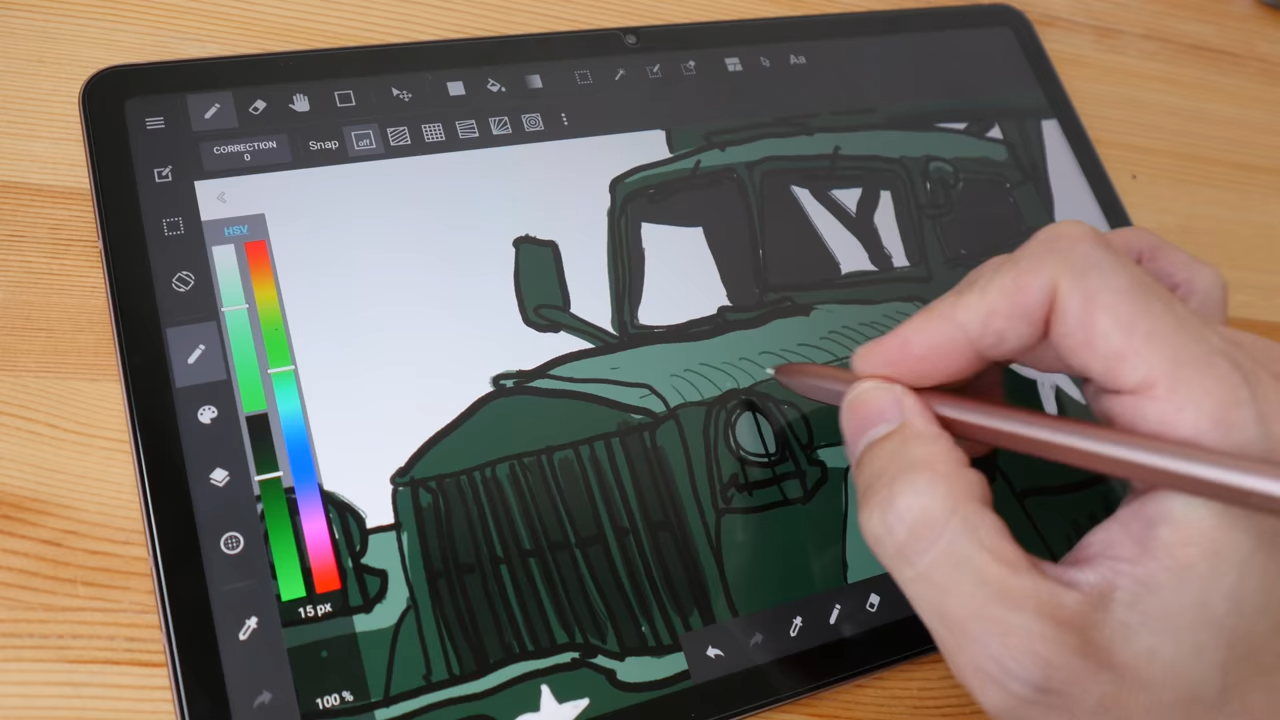 Aa
CORRECTION
0
Snap
off
HSV
15 px
100 %